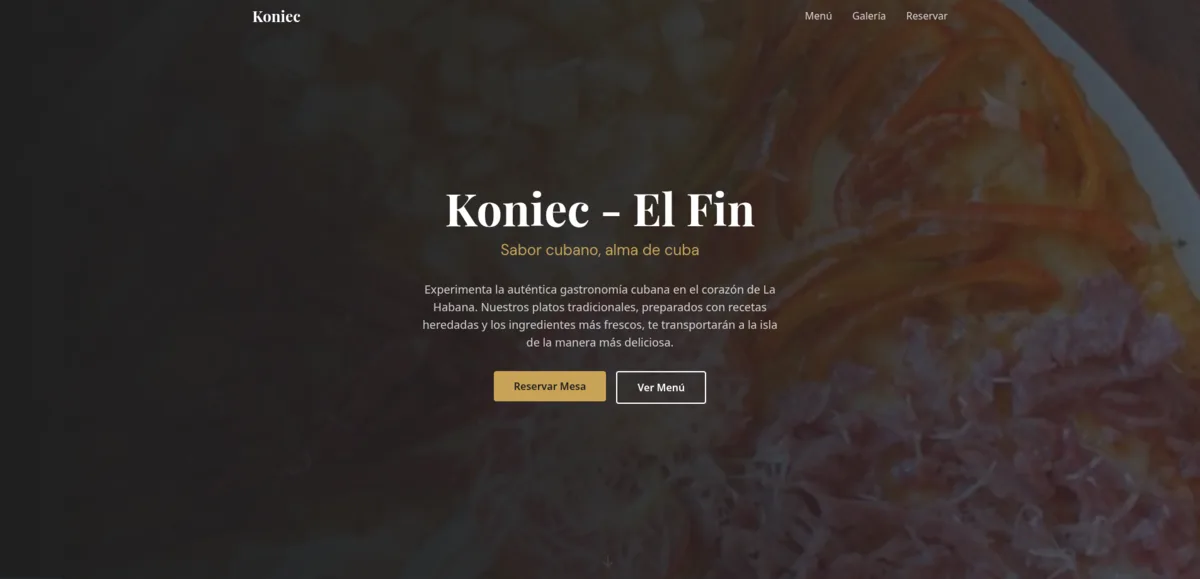 Koniec
Menú
Galería
Reservar
Koniec - El Fin
Sabor cubano, alma de cuba
Experimenta la auténtica gastronomía cubana en el corazón de La
Habana. Nuestros platos tradicionales, preparados con recetas
heredadas y los ingredientes más frescos, te transportarán a la isla
de la manera más deliciosa.
Reservar Mesa
Ver Menú